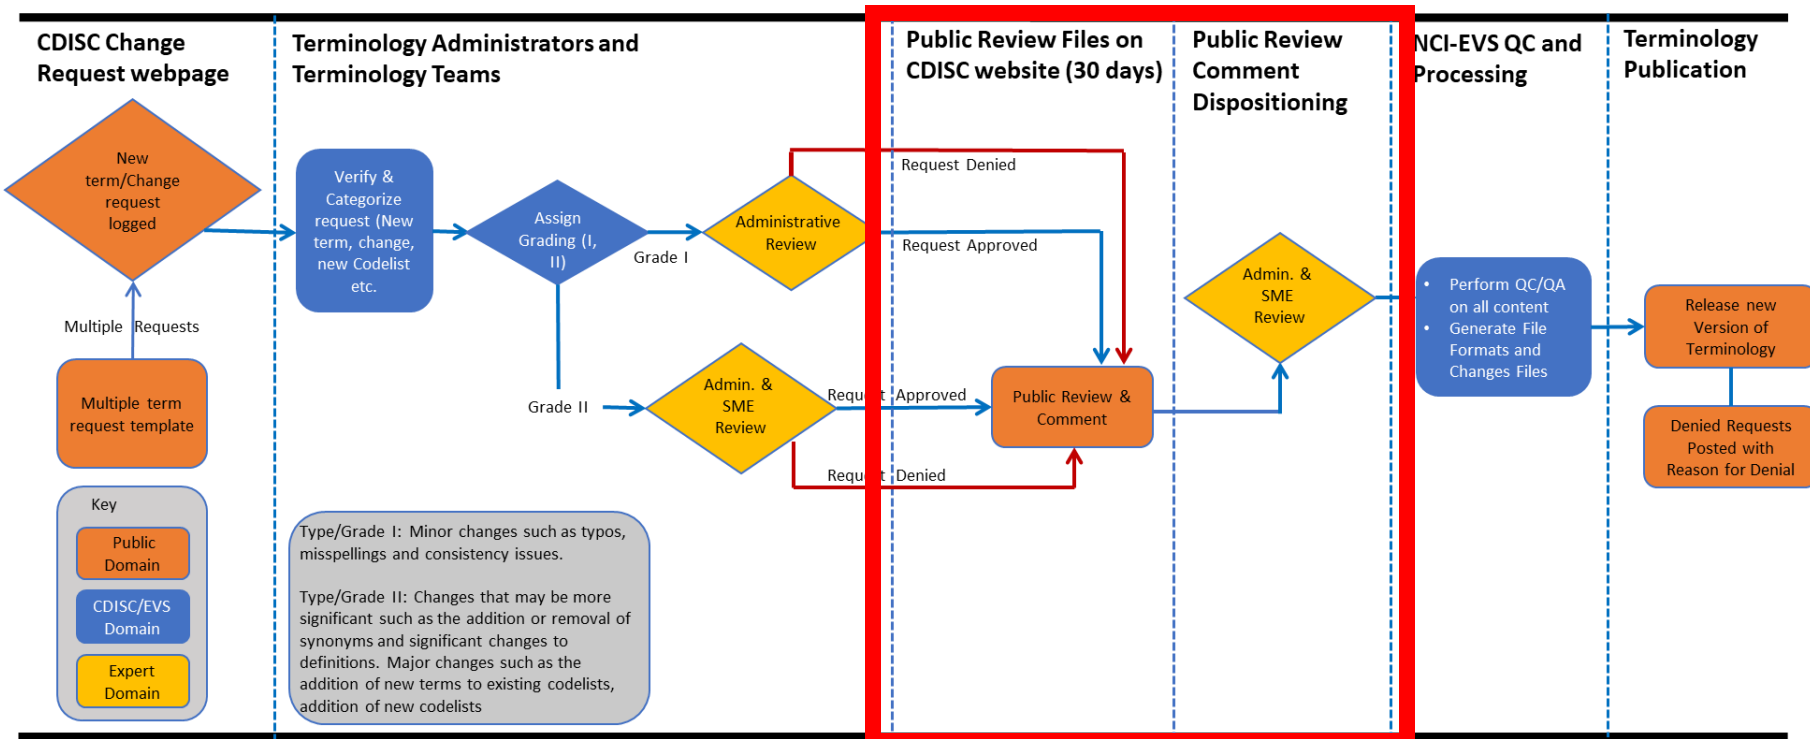 CDISC Change
Request webpage
Terminology Administrators and
Terminology Teams
Public Review Files on
CDISC website (30 days)
Public Review
Comment
Dispositioning
NCI-EVS QC and
Processing
Terminology
Publication
New
term/Change
request
logged
Multiple Requests
Multiple term
request template
Verify &
Categorize
request (New
term, change,
new Codelist
etc.
Assign
Grading (I,
II)
Grade I
Grade II
Administrative
Review
Admin. &
SME
Review
Request Denied
Request Approved
Request Approved
Request Denied
Public Review &
Comment
Admin. &
SME
Review
• Perform QC/QA
on all content
• Generate File
Formats and
Changes Files
Release new
Version of
Terminology
Denied Requests
Posted with
Reason for Denial
Key
Public
Domain
CDISC/EVS
Domain
Expert
Domain
Type/Grade I: Minor changes such as typos,
misspellings and consistency issues.
Type/Grade II: Changes that may be more
significant such as the addition or removal of
synonyms and significant changes to
definitions. Major changes such as the
addition of new terms to existing codelists,
addition of new codelists